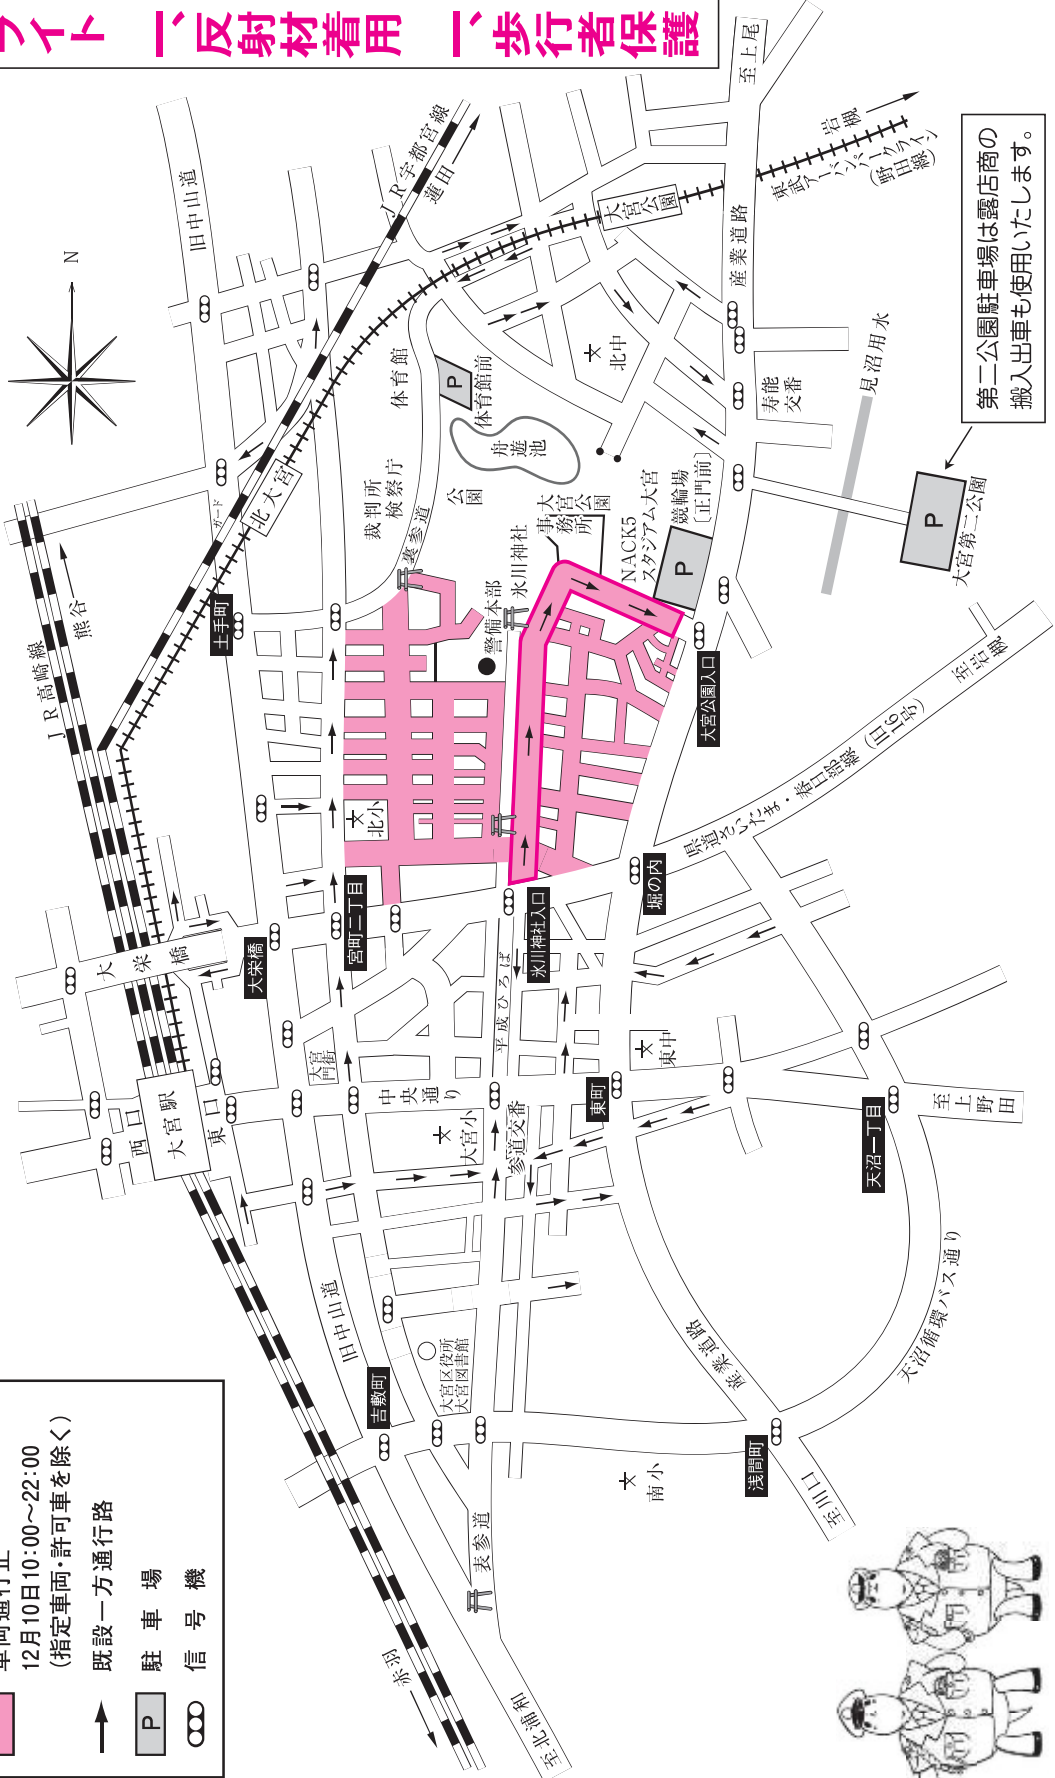 ライト 一、反射材着用 一、歩行者保護
車両通行止
12月10日10:00～22:00
(指定車両・許可車を除く)
既設一方通行路
P 駐車場
信号機
N
第二公園駐車場は露店商の
搬入出車も使用いたします。
JR高崎線
熊谷
旧中山道
JR宇都宮線
蓮田
至上尾
岩槻
東武アーバンパークライン
(野田線)
大宮公園
産業道路
北大宮
ガード
土手町
体育館
P
体育館前
舟遊池
北中
寿能
交番
見沼用水
裁判所
検察庁
裏参道
公園
大宮公園
事務所
氷川神社
警備本部
NACK5
スタジアム大宮
競輪場
[正門前]
P
P
大宮第二公園
大宮公園入口
至岩槻
県道さいたま・春日部線(旧16号)
北小
大栄橋
大栄橋
宮町二丁目
氷川神社入口
堀の内
平成ひろば
西口
大宮駅
東口
大宮
門街
中央通り
大宮小
参道交番
東町
東中
天沼一丁目
至上野田
天沼循環バス通り
旧中山道
吉敷町
大宮区役所
大宮図書館
産業道路
浅間町
至川口
南小
表参道
赤羽
至北浦和